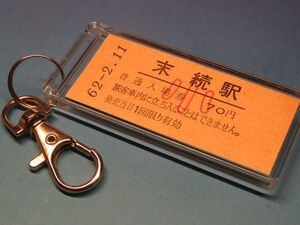 62-2.11
末続駅
普通入場券
円
旅客車内に立ち入ることはできません。
発売当日1回限り有効